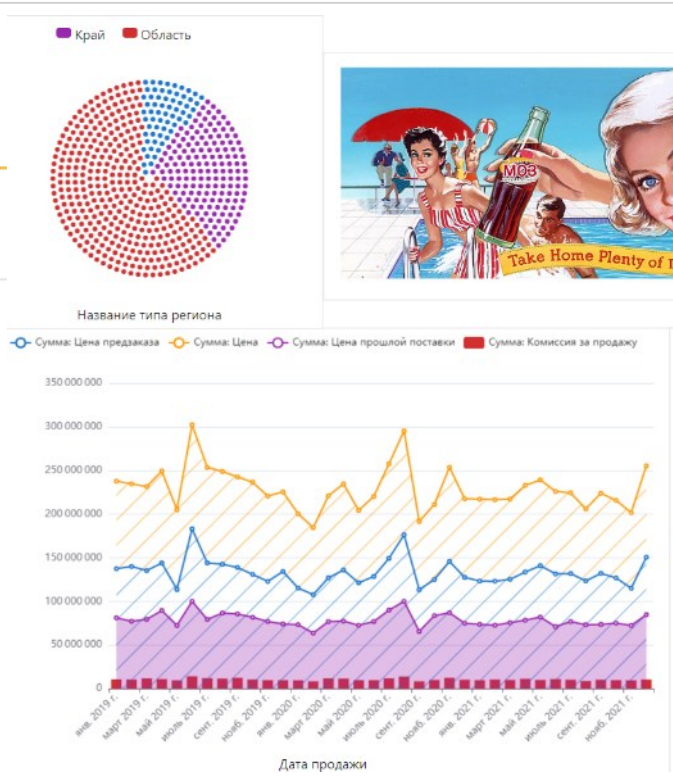 Край Область
МОЗ
Take Home Plenty of
Название типа региона
Сумма: Цена предзаказа Сумма: Цена Сумма: Цена прошлой поставки Сумма: Комиссия за продажу
350 000 000
300 000 000
250 000 000
200 000 000
150 000 000
100 000 000
50 000 000
0
янв. 2019 г. март 2019 г. май 2019 г. июль 2019 г. сент. 2019 г. нояб. 2019 г. янв. 2020 г. март 2020 г. май 2020 г. июль 2020 г. сент. 2020 г. нояб. 2020 г. янв. 2021 г. март 2021 г. май 2021 г. июль 2021 г. сент. 2021 г. нояб. 2021 г.
Дата продажи